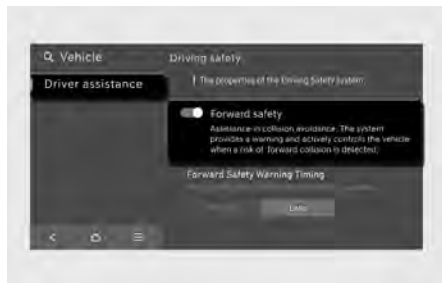 Vehicle
Driving safety
Driver assistance
The properties of the Driving Safety system
Forward safety
Assistance in collision avoidance. The system
provides a warning and actively controls the vehicle
when a risk of forward collision is detected.
Forward Safety Warning Timing